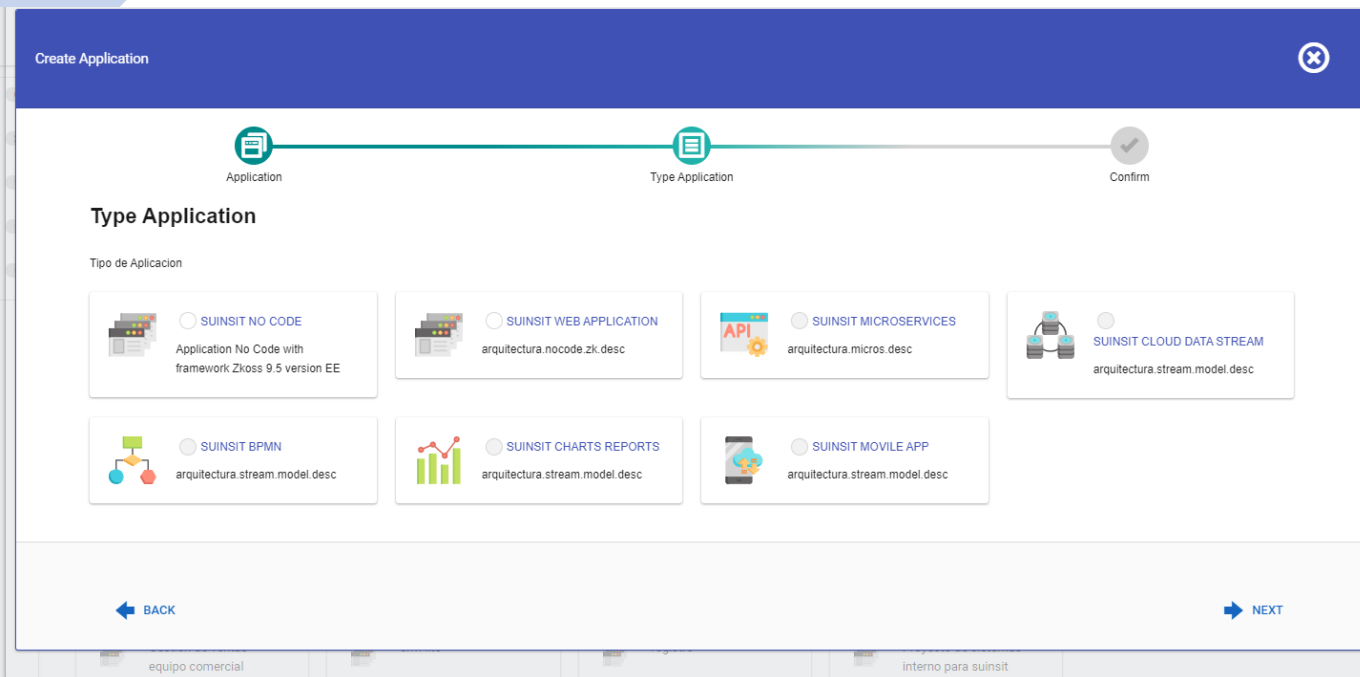 Create Application
Application
Type Application
Confirm
Type Application
Tipo de Aplicacion
SUINSIT NO CODE
Application No Code with
framework Zkoss 9.5 version EE
SUINSIT WEB APPLICATION
arquitectura.nocode.zk.desc
API
SUINSIT MICROSERVICES
arquitectura.micros.desc
SUINSIT CLOUD DATA STREAM
arquitectura.stream.model.desc
SUINSIT BPMN
arquitectura.stream.model.desc
SUINSIT CHARTS REPORTS
arquitectura.stream.model.desc
SUINSIT MOVILE APP
arquitectura.stream.model.desc
BACK
NEXT
equipo comercial
interno para suinsit